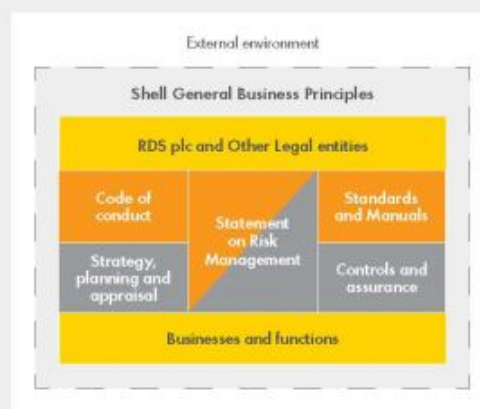 External environment
Shell General Business Principles
RDS plc and Other Legal entities
Code of
conduct
Statement
on Risk
Management
Standards
and Manuals
Strategy,
planning and
appraisal
Controls and
assurance
Businesses and functions